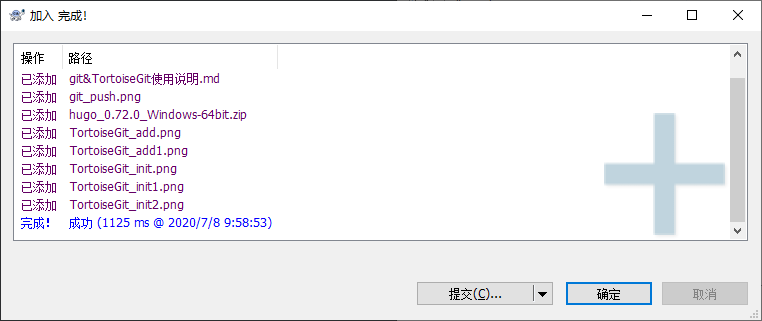 加入 完成!
操作 路径
已添加 git&TortoiseGit使用说明.md
已添加 git_push.png
已添加 hugo_0.72.0_Windows-64bit.zip
已添加 TortoiseGit_add.png
已添加 TortoiseGit_add1.png
已添加 TortoiseGit_init.png
已添加 TortoiseGit_init1.png
已添加 TortoiseGit_init2.png
完成! 成功 (1125 ms @ 2020/7/8 9:58:53)
提交(C)... 确定 取消